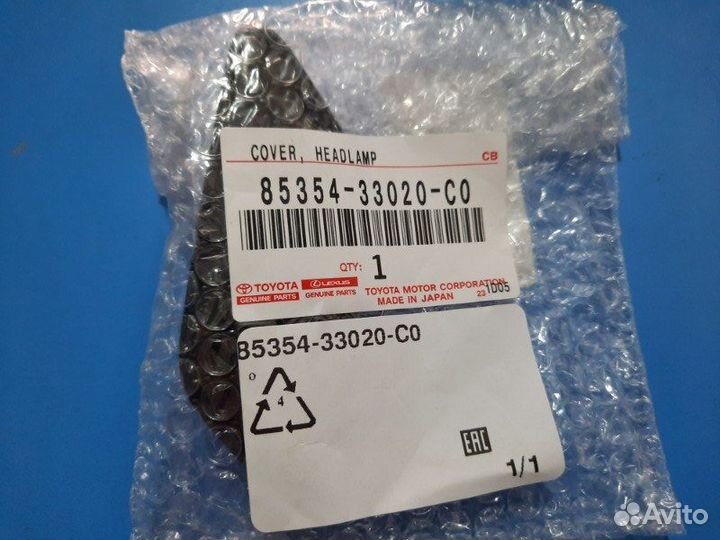 COVER, HEADLAMP CB
85354-33020-C0
QTY: 1
TOYOTA LEXUS TOYOTA MOTOR CORPORATION
GENUINE PARTS GENUINE PARTS MADE IN JAPAN 23 1D05
85354-33020-C0
4
EAC
1/1
Avito